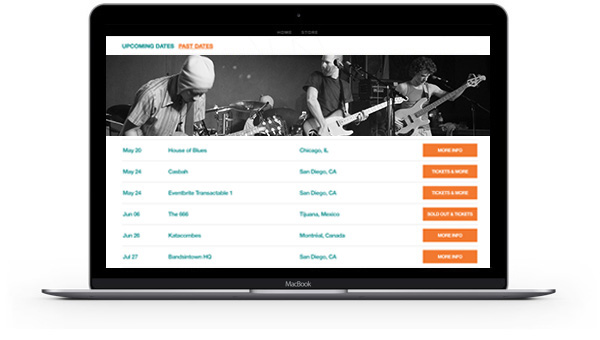 HOME STORE
UPCOMING DATES PAST DATES
May 20 House of Blues Chicago, IL MORE INFO
May 24 Casbah San Diego, CA TICKETS & MORE
May 24 Eventbrite Transactable 1 San Diego, CA TICKETS & MORE
Jun 06 The 888 Tijuana, Mexico SOLD OUT & TICKETS
Jun 26 Katacombes Montréal, Canada MORE INFO
Jul 27 Bandsintown HG San Diego, CA MORE INFO
MacBook